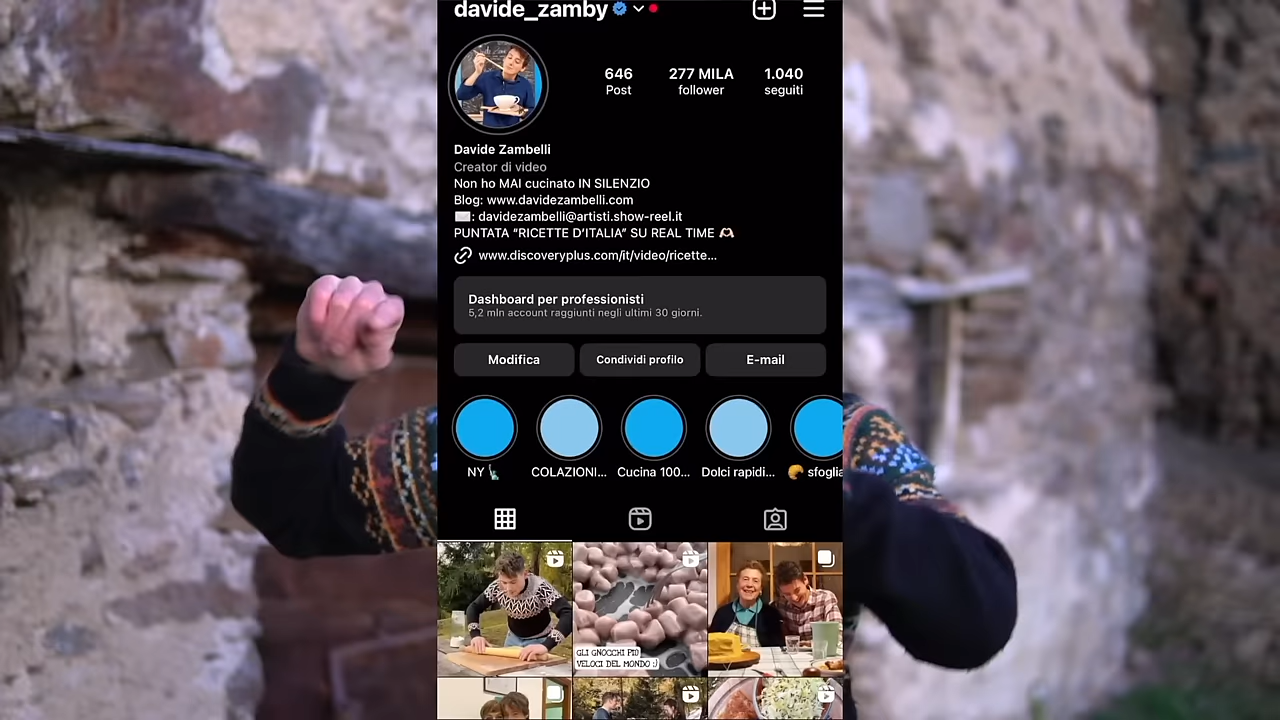 davide_zamby
646
Post
277 MILA
follower
1.040
seguiti
Davide Zambelli
Creator di video
Non ho MAI cucinato IN SILENZIO
Blog: www.davidezambelli.com
✉️: davidezambelli@artisti.show-reel.it
PUNTATA “RICETTE D’ITALIA” SU REAL TIME 🫶🏻
www.discoveryplus.com/it/video/ricette...
Dashboard per professionisti
5,2 mln account raggiunti negli ultimi 30 giorni.
Modifica
Condividi profilo
E-mail
NY 🗽
COLAZIONI...
Cucina 100...
Dolci rapidi...
🥐 sfoglia
GLI GNOCCHI PIÙ
VELOCI DEL MONDO :)